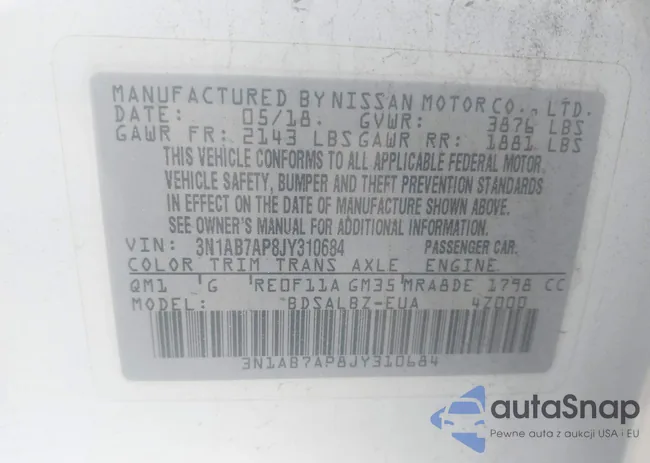 MANUFACTURED BY NISSAN MOTOR CO., LTD.
DATE: 05/18. GVWR: 3876 LBS
GAWR FR: 2143 LBS GAWR RR: 1881 LBS
THIS VEHICLE CONFORMS TO ALL APPLICABLE FEDERAL MOTOR
VEHICLE SAFETY, BUMPER AND THEFT PREVENTION STANDARDS
IN EFFECT ON THE DATE OF MANUFACTURE SHOWN ABOVE.
SEE OWNER'S MANUAL FOR ADDITIONAL INFORMATION.
VIN: 3N1AB7AP8JY310684 PASSENGER CAR.
COLOR TRIM TRANS AXLE ENGINE
QM1 G RE0F11A GM35 MRA8DE 1798 CC
MODEL: BDSALBZ-EUA 4Z000
3N1AB7AP8JY310684
autaSnap
Pewne auta z aukcji USA i EU